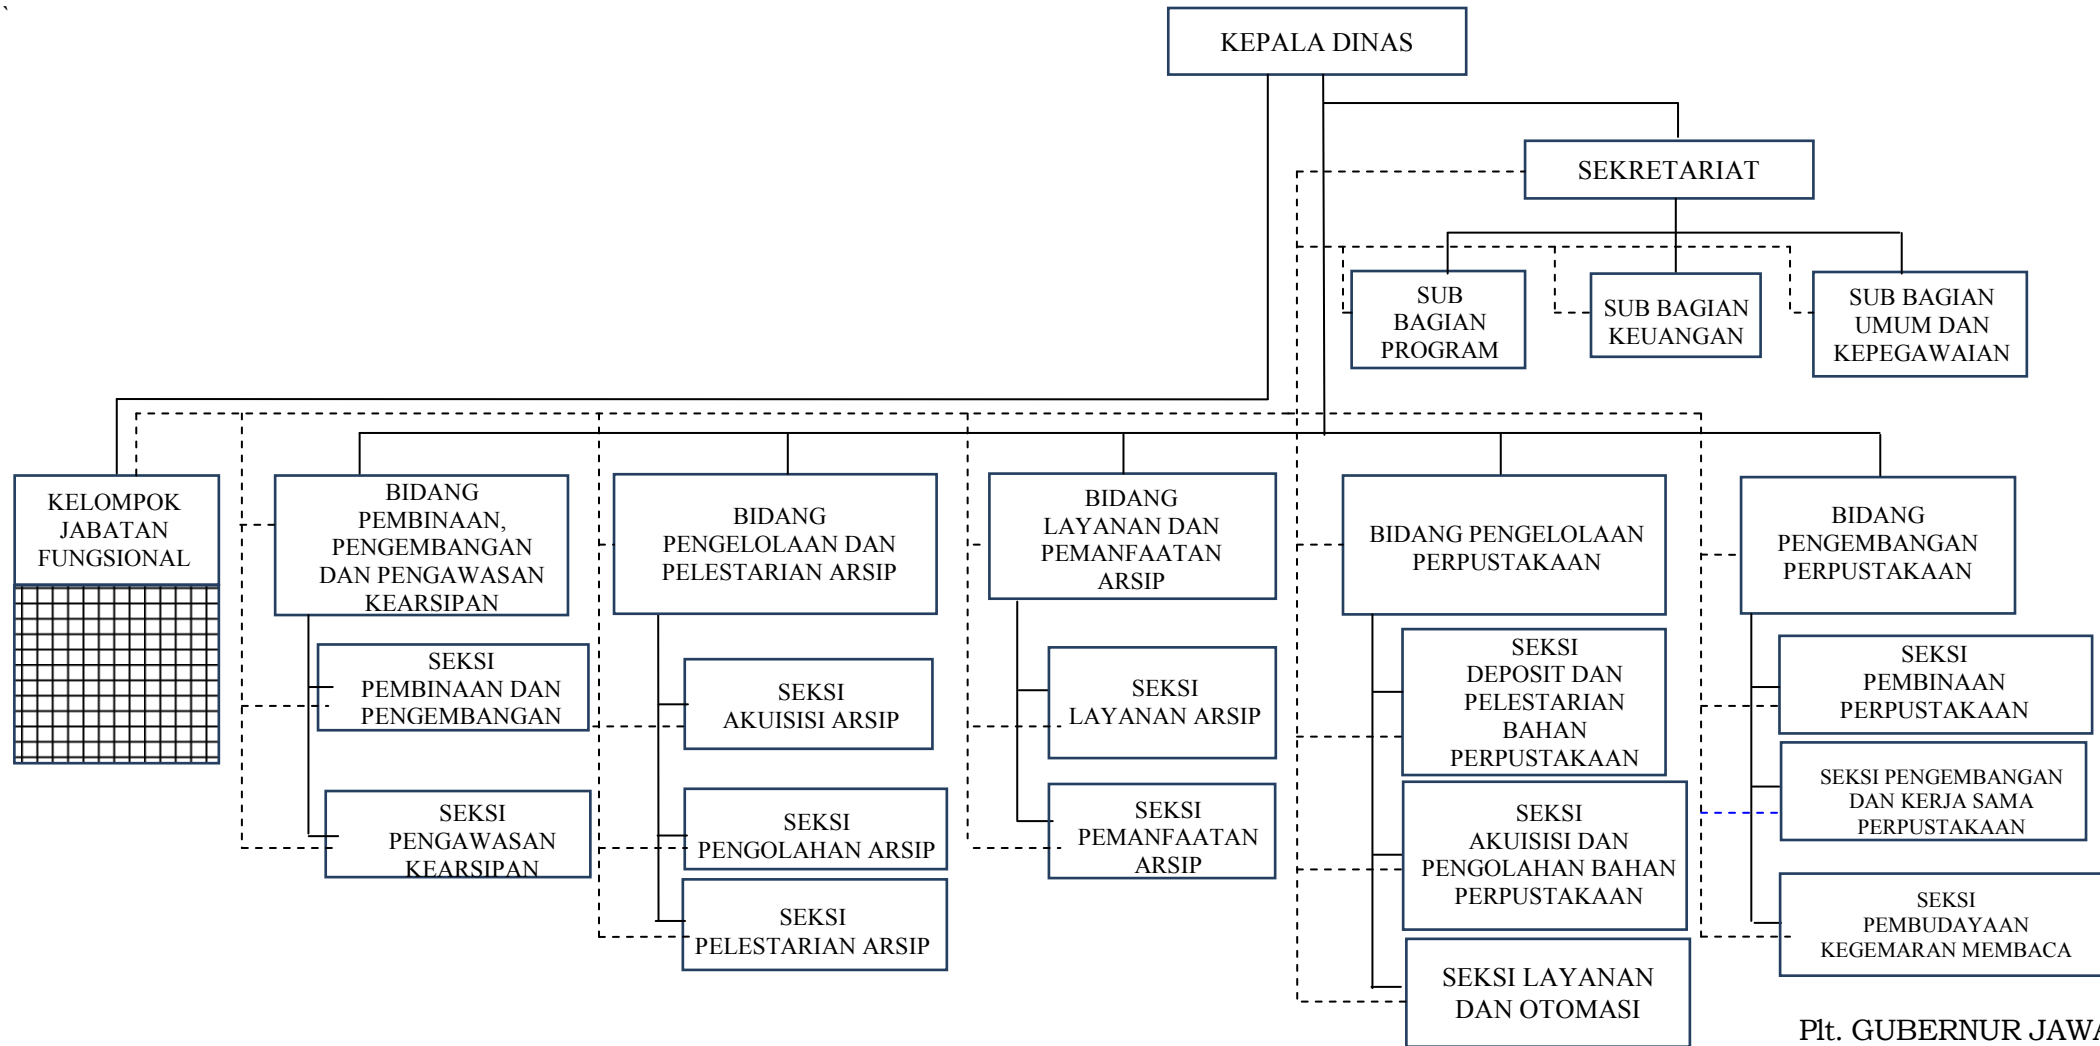 `
KEPALA DINAS
SEKRETARIAT
SUB
BAGIAN
PROGRAM
SUB BAGIAN
KEUANGAN
SUB BAGIAN
UMUM DAN
KEPEGAWAIAN
KELOMPOK
JABATAN
FUNGSIONAL
BIDANG
PEMBINAAN,
PENGEMBANGAN
DAN PENGAWASAN
KEARSIPAN
BIDANG
PENGELOLAAN DAN
PELESTARIAN ARSIP
BIDANG
LAYANAN DAN
PEMANFAATAN
ARSIP
BIDANG PENGELOLAAN
PERPUSTAKAAN
BIDANG
PENGEMBANGAN
PERPUSTAKAAN
SEKSI
PEMBINAAN DAN
PENGEMBANGAN
SEKSI
PENGAWASAN
KEARSIPAN
SEKSI
AKUISISI ARSIP
SEKSI
PENGOLAHAN ARSIP
SEKSI
PELESTARIAN ARSIP
SEKSI
LAYANAN ARSIP
SEKSI
PEMANFAATAN
ARSIP
SEKSI
DEPOSIT DAN
PELESTARIAN
BAHAN
PERPUSTAKAAN
SEKSI
AKUISISI DAN
PENGOLAHAN BAHAN
PERPUSTAKAAN
SEKSI LAYANAN
DAN OTOMASI
SEKSI
PEMBINAAN
PERPUSTAKAAN
SEKSI PENGEMBANGAN
DAN KERJA SAMA
PERPUSTAKAAN
SEKSI
PEMBUDAYAAN
KEGEMARAN MEMBACA
Plt. GUBERNUR JAWA